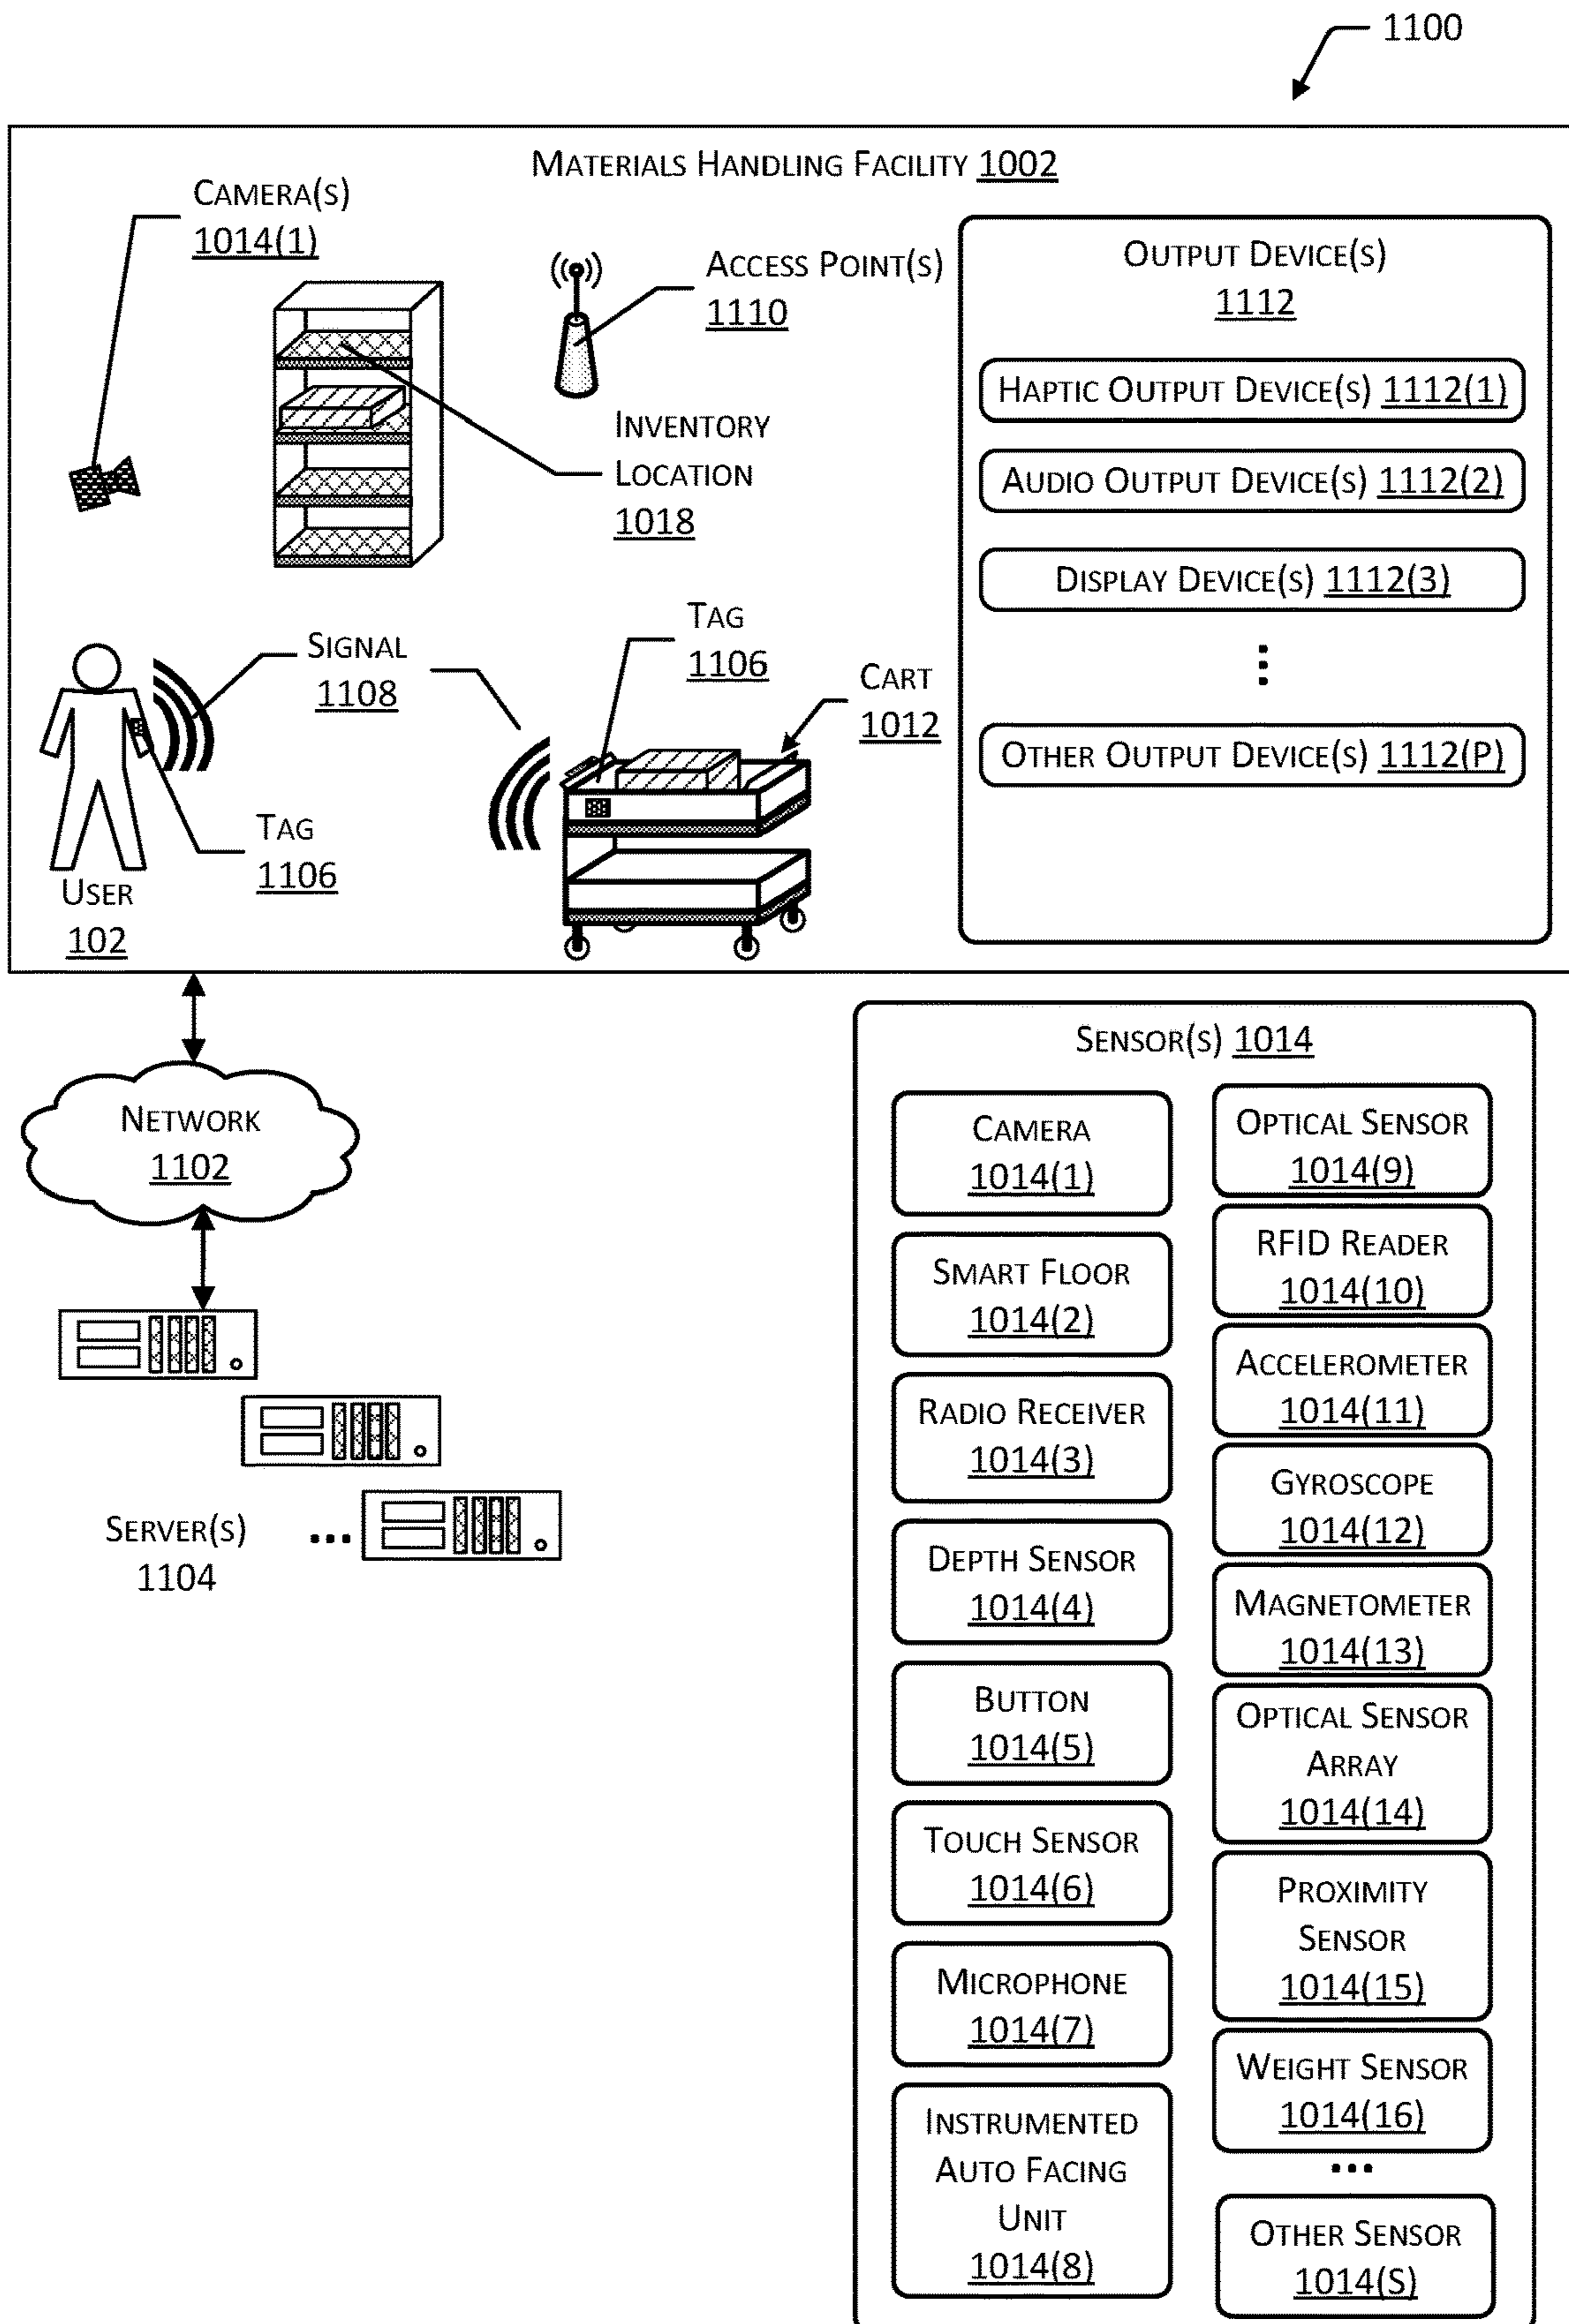 1100
MATERIALS HANDLING FACILITY 1002
CAMERA(S)
1014(1)
ACCESS POINT(S)
1110
INVENTORY
LOCATION
1018
OUTPUT DEVICE(S)
1112
HAPTIC OUTPUT DEVICE(S) 1112(1)
AUDIO OUTPUT DEVICE(S) 1112(2)
DISPLAY DEVICE(S) 1112(3)
⋮
OTHER OUTPUT DEVICE(S) 1112(P)
SIGNAL
1108
TAG
1106
CART
1012
TAG
1106
USER
102
NETWORK
1102
SERVER(S)
1104
...
SENSOR(S) 1014
CAMERA
1014(1)
SMART FLOOR
1014(2)
RADIO RECEIVER
1014(3)
DEPTH SENSOR
1014(4)
BUTTON
1014(5)
TOUCH SENSOR
1014(6)
MICROPHONE
1014(7)
INSTRUMENTED
AUTO FACING
UNIT
1014(8)
OPTICAL SENSOR
1014(9)
RFID READER
1014(10)
ACCELEROMETER
1014(11)
GYROSCOPE
1014(12)
MAGNETOMETER
1014(13)
OPTICAL SENSOR
ARRAY
1014(14)
PROXIMITY
SENSOR
1014(15)
WEIGHT SENSOR
1014(16)
...
OTHER SENSOR
1014(S)